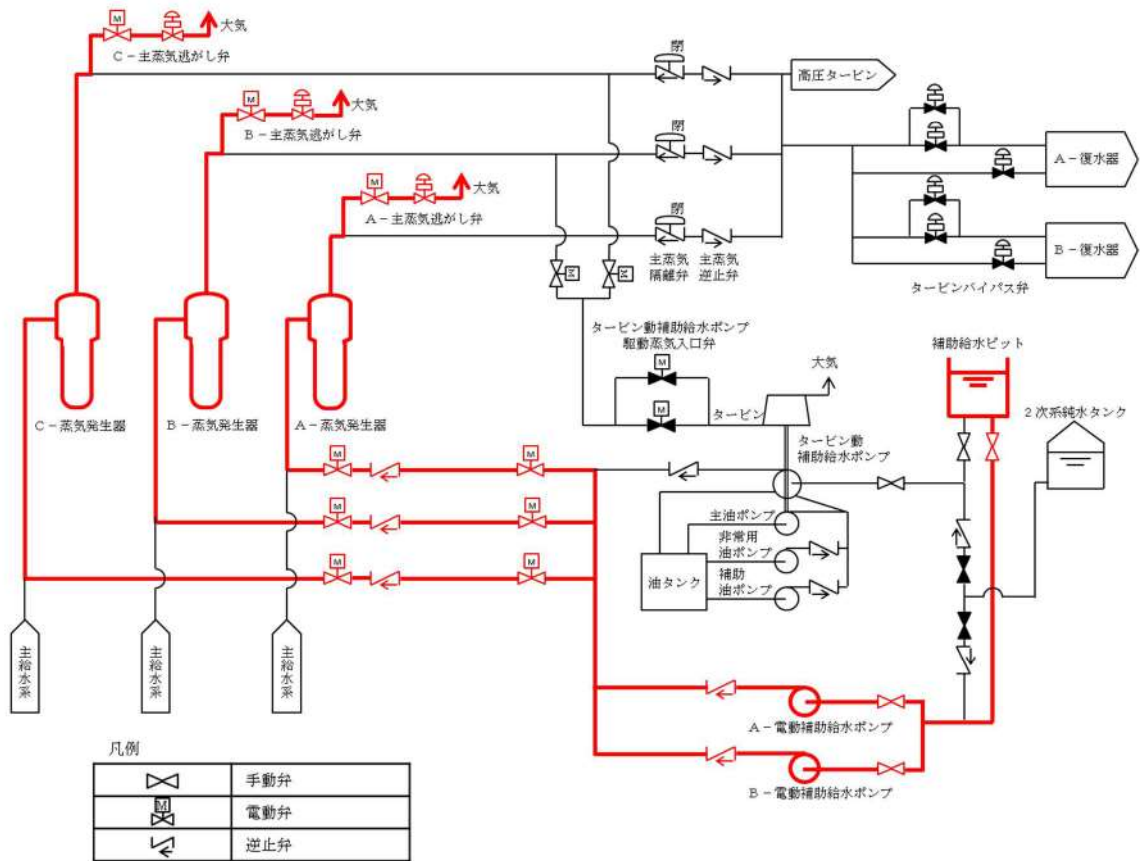 M
大気
C-主蒸気逃がし弁
閉
高圧タービン
M
大気
B-主蒸気逃がし弁
閉
A-復水器
M
大気
A-主蒸気逃がし弁
閉
主蒸気
隔離弁
主蒸気
逆止弁
B-復水器
タービンバイパス弁
M
M
タービン動補助給水ポンプ
駆動蒸気入口弁
M
M
タービン
大気
補助給水ピット
2次系純水タンク
C-蒸気発生器
B-蒸気発生器
A-蒸気発生器
タービン動
補助給水ポンプ
M
M
M
M
M
M
主油ポンプ
非常用
油ポンプ
補助
油ポンプ
油タンク
主給水系
主給水系
主給水系
A-電動補助給水ポンプ
B-電動補助給水ポンプ
凡例
手動弁
M
電動弁
逆止弁